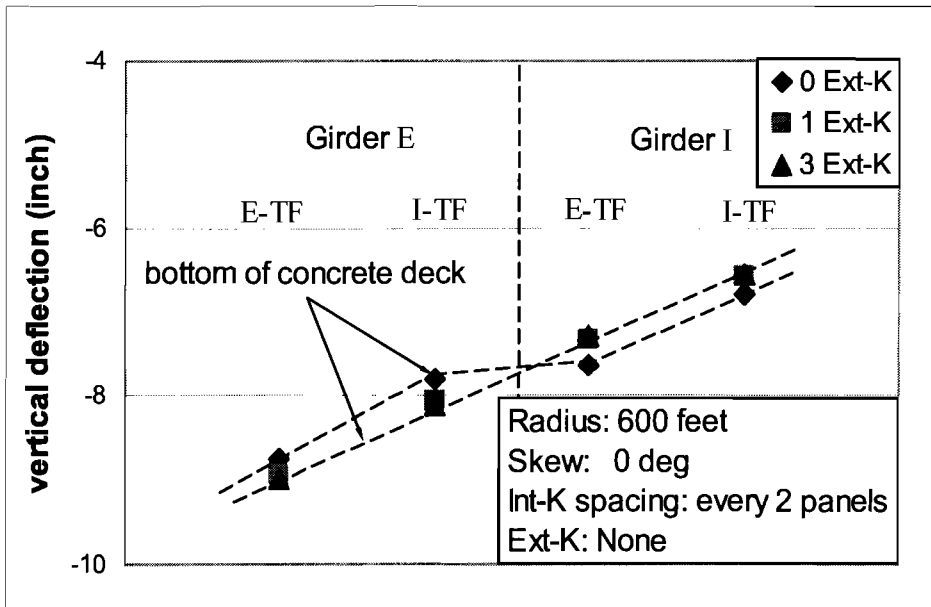 -4
-6
-8
-10
vertical deflection (inch)
0 Ext-K
1 Ext-K
3 Ext-K
Girder E
Girder I
E-TF
I-TF
E-TF
I-TF
bottom of concrete deck
Radius: 600 feet
Skew: 0 deg
Int-K spacing: every 2 panels
Ext-K: None